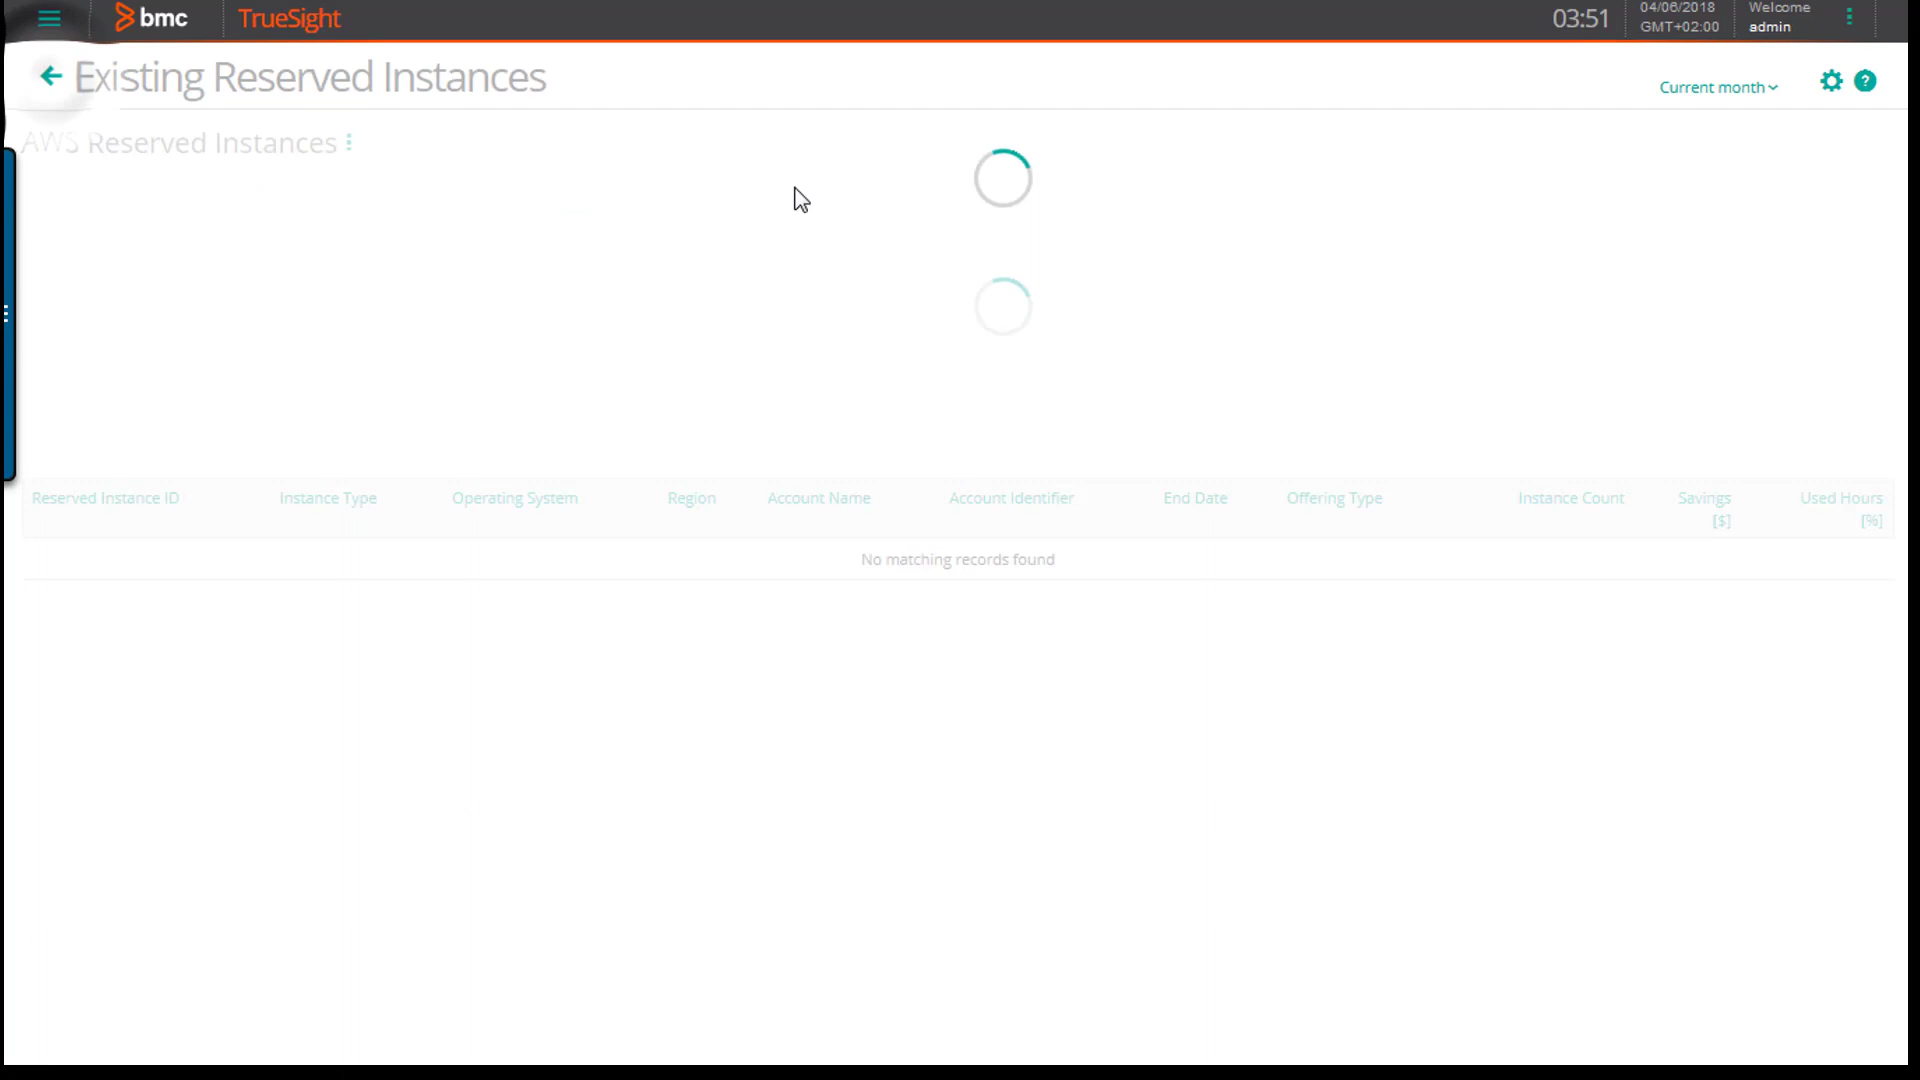 bmc TrueSight 03:51 04/06/2018 Welcome
GMT+02:00 admin
Existing Reserved Instances
Current month
?
AWS Reserved Instances
Reserved Instance ID Instance Type Operating System Region Account Name Account Identifier End Date Offering Type Instance Count Savings Used Hours
[$] [%]
No matching records found